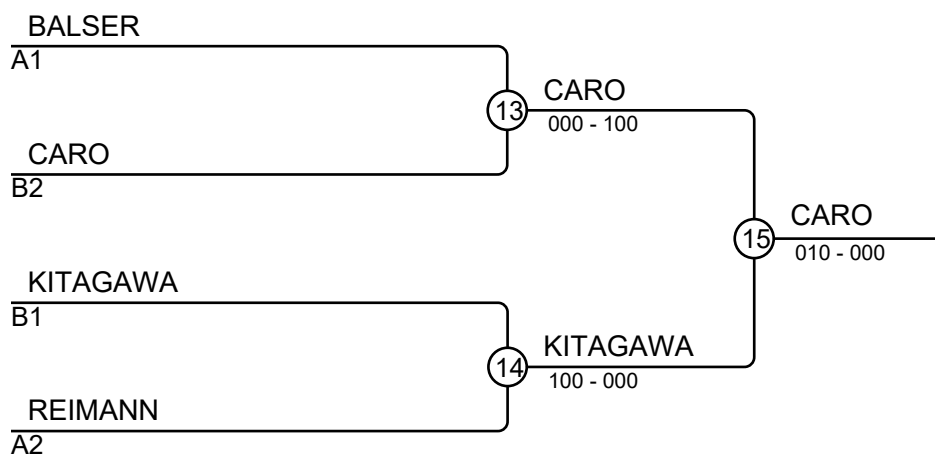 BALSER
A1
13
CARO
000 - 100
CARO
B2
15
CARO
010 - 000
KITAGAWA
B1
14
KITAGAWA
100 - 000
REIMANN
A2